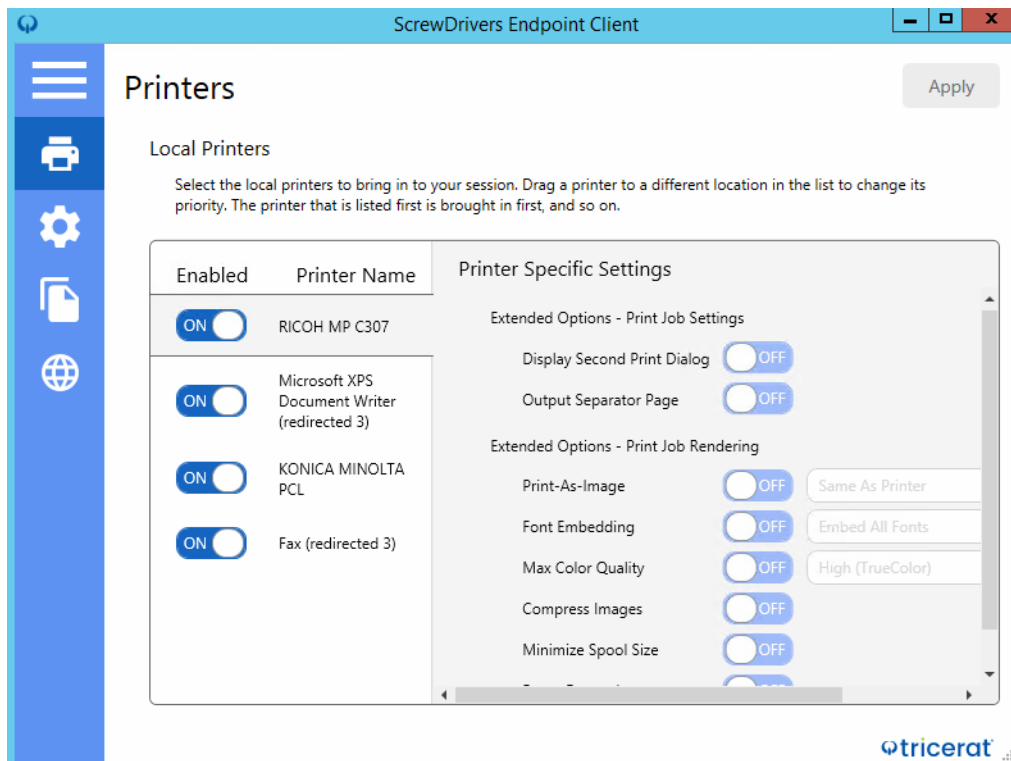 ScrewDrivers Endpoint Client
Printers
Apply
Local Printers
Select the local printers to bring in to your session. Drag a printer to a different location in the list to change its
priority. The printer that is listed first is brought in first, and so on.
Enabled
Printer Name
Printer Specific Settings
ON
RICOH MP C307
ON
Microsoft XPS
Document Writer
(redirected 3)
ON
KONICA MINOLTA
PCL
ON
Fax (redirected 3)
Extended Options - Print Job Settings
Display Second Print Dialog OFF
Output Separator Page OFF
Extended Options - Print Job Rendering
Print-As-Image OFF Same As Printer
Font Embedding OFF Embed All Fonts
Max Color Quality OFF High (TrueColor)
Compress Images OFF
Minimize Spool Size OFF
tricerat